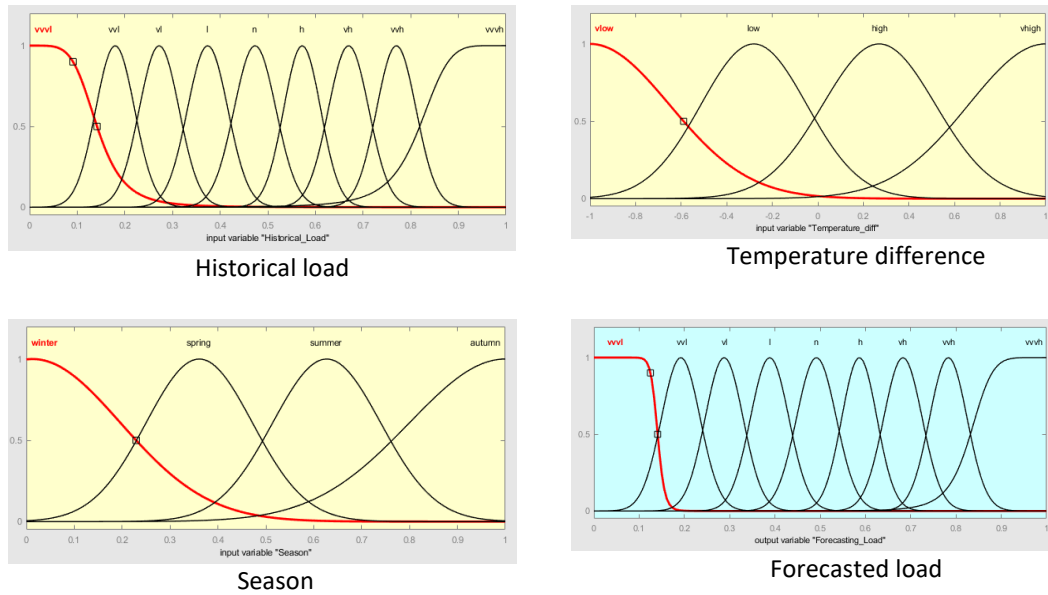 vvvl vvl vl l n h vh vvh vvvh
1
0.5
0
0 0.1 0.2 0.3 0.4 0.5 0.6 0.7 0.8 0.9 1
input variable "Historical_Load"
Historical load
vlow low high vhigh
1
0.5
0
-1 -0.8 -0.6 -0.4 -0.2 0 0.2 0.4 0.6 0.8 1
input variable "Temperature_diff"
Temperature difference
winter spring summer autumn
1
0.5
0
0 0.1 0.2 0.3 0.4 0.5 0.6 0.7 0.8 0.9 1
input variable "Season"
Season
vvvl vvl vl l n h vh vvh vvvh
1
0.5
0
0 0.1 0.2 0.3 0.4 0.5 0.6 0.7 0.8 0.9 1
output variable "Forecasting_Load"
Forecasted load